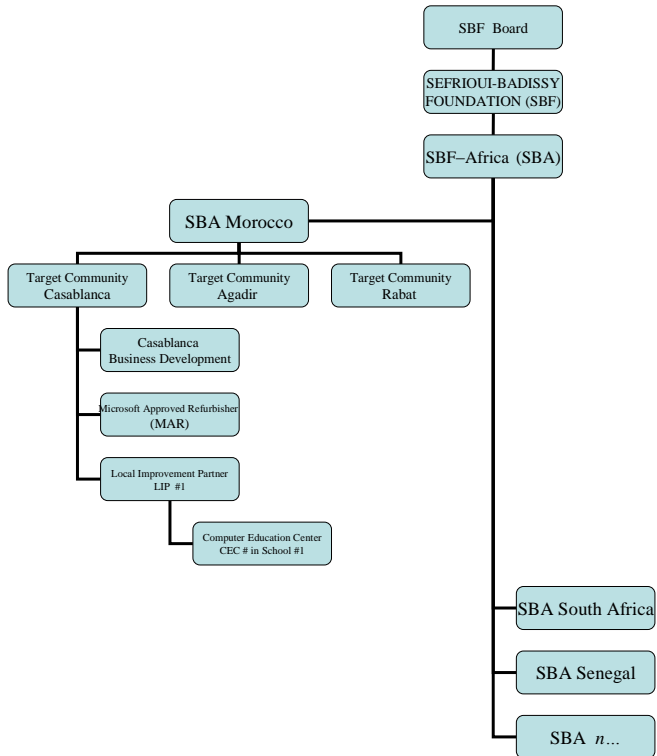 SBF Board
SEFRIOUI-BADISSY
FOUNDATION (SBF)
SBF–Africa (SBA)
SBA Morocco
Target Community
Casablanca
Target Community
Agadir
Target Community
Rabat
Casablanca
Business Development
Microsoft Approved Refurbisher
(MAR)
Local Improvement Partner
LIP #1
Computer Education Center
CEC # in School #1
SBA South Africa
SBA Senegal
SBA n...